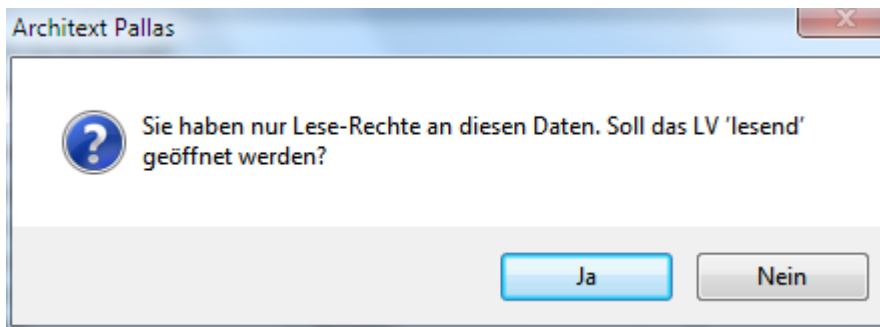 Architext Pallas
Sie haben nur Lese-Rechte an diesen Daten. Soll das LV 'lesend'
geöffnet werden?
Ja
Nein